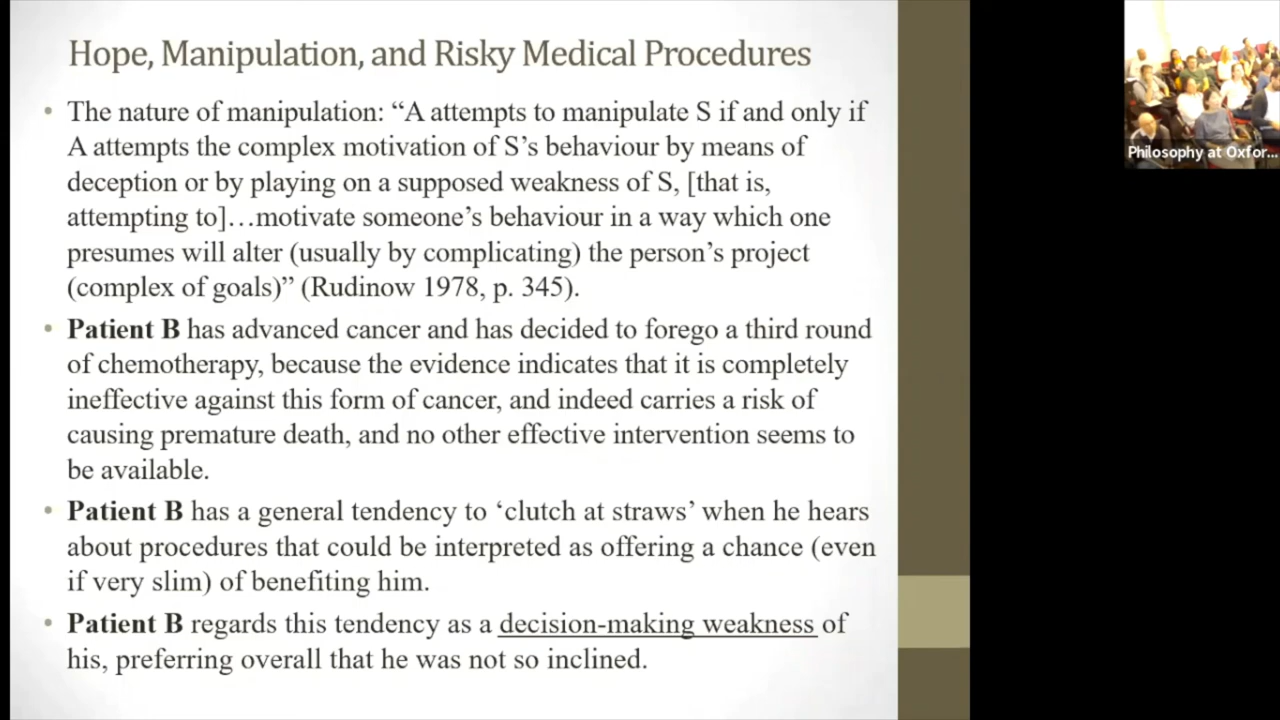 Hope, Manipulation, and Risky Medical Procedures
• The nature of manipulation: “A attempts to manipulate S if and only if
A attempts the complex motivation of S’s behaviour by means of
deception or by playing on a supposed weakness of S, [that is,
attempting to]…motivate someone’s behaviour in a way which one
presumes will alter (usually by complicating) the person’s project
(complex of goals)” (Rudinow 1978, p. 345).
• Patient B has advanced cancer and has decided to forego a third round
of chemotherapy, because the evidence indicates that it is completely
ineffective against this form of cancer, and indeed carries a risk of
causing premature death, and no other effective intervention seems to
be available.
• Patient B has a general tendency to ‘clutch at straws’ when he hears
about procedures that could be interpreted as offering a chance (even
if very slim) of benefiting him.
• Patient B regards this tendency as a decision-making weakness of
his, preferring overall that he was not so inclined.
Philosophy at Oxfor...